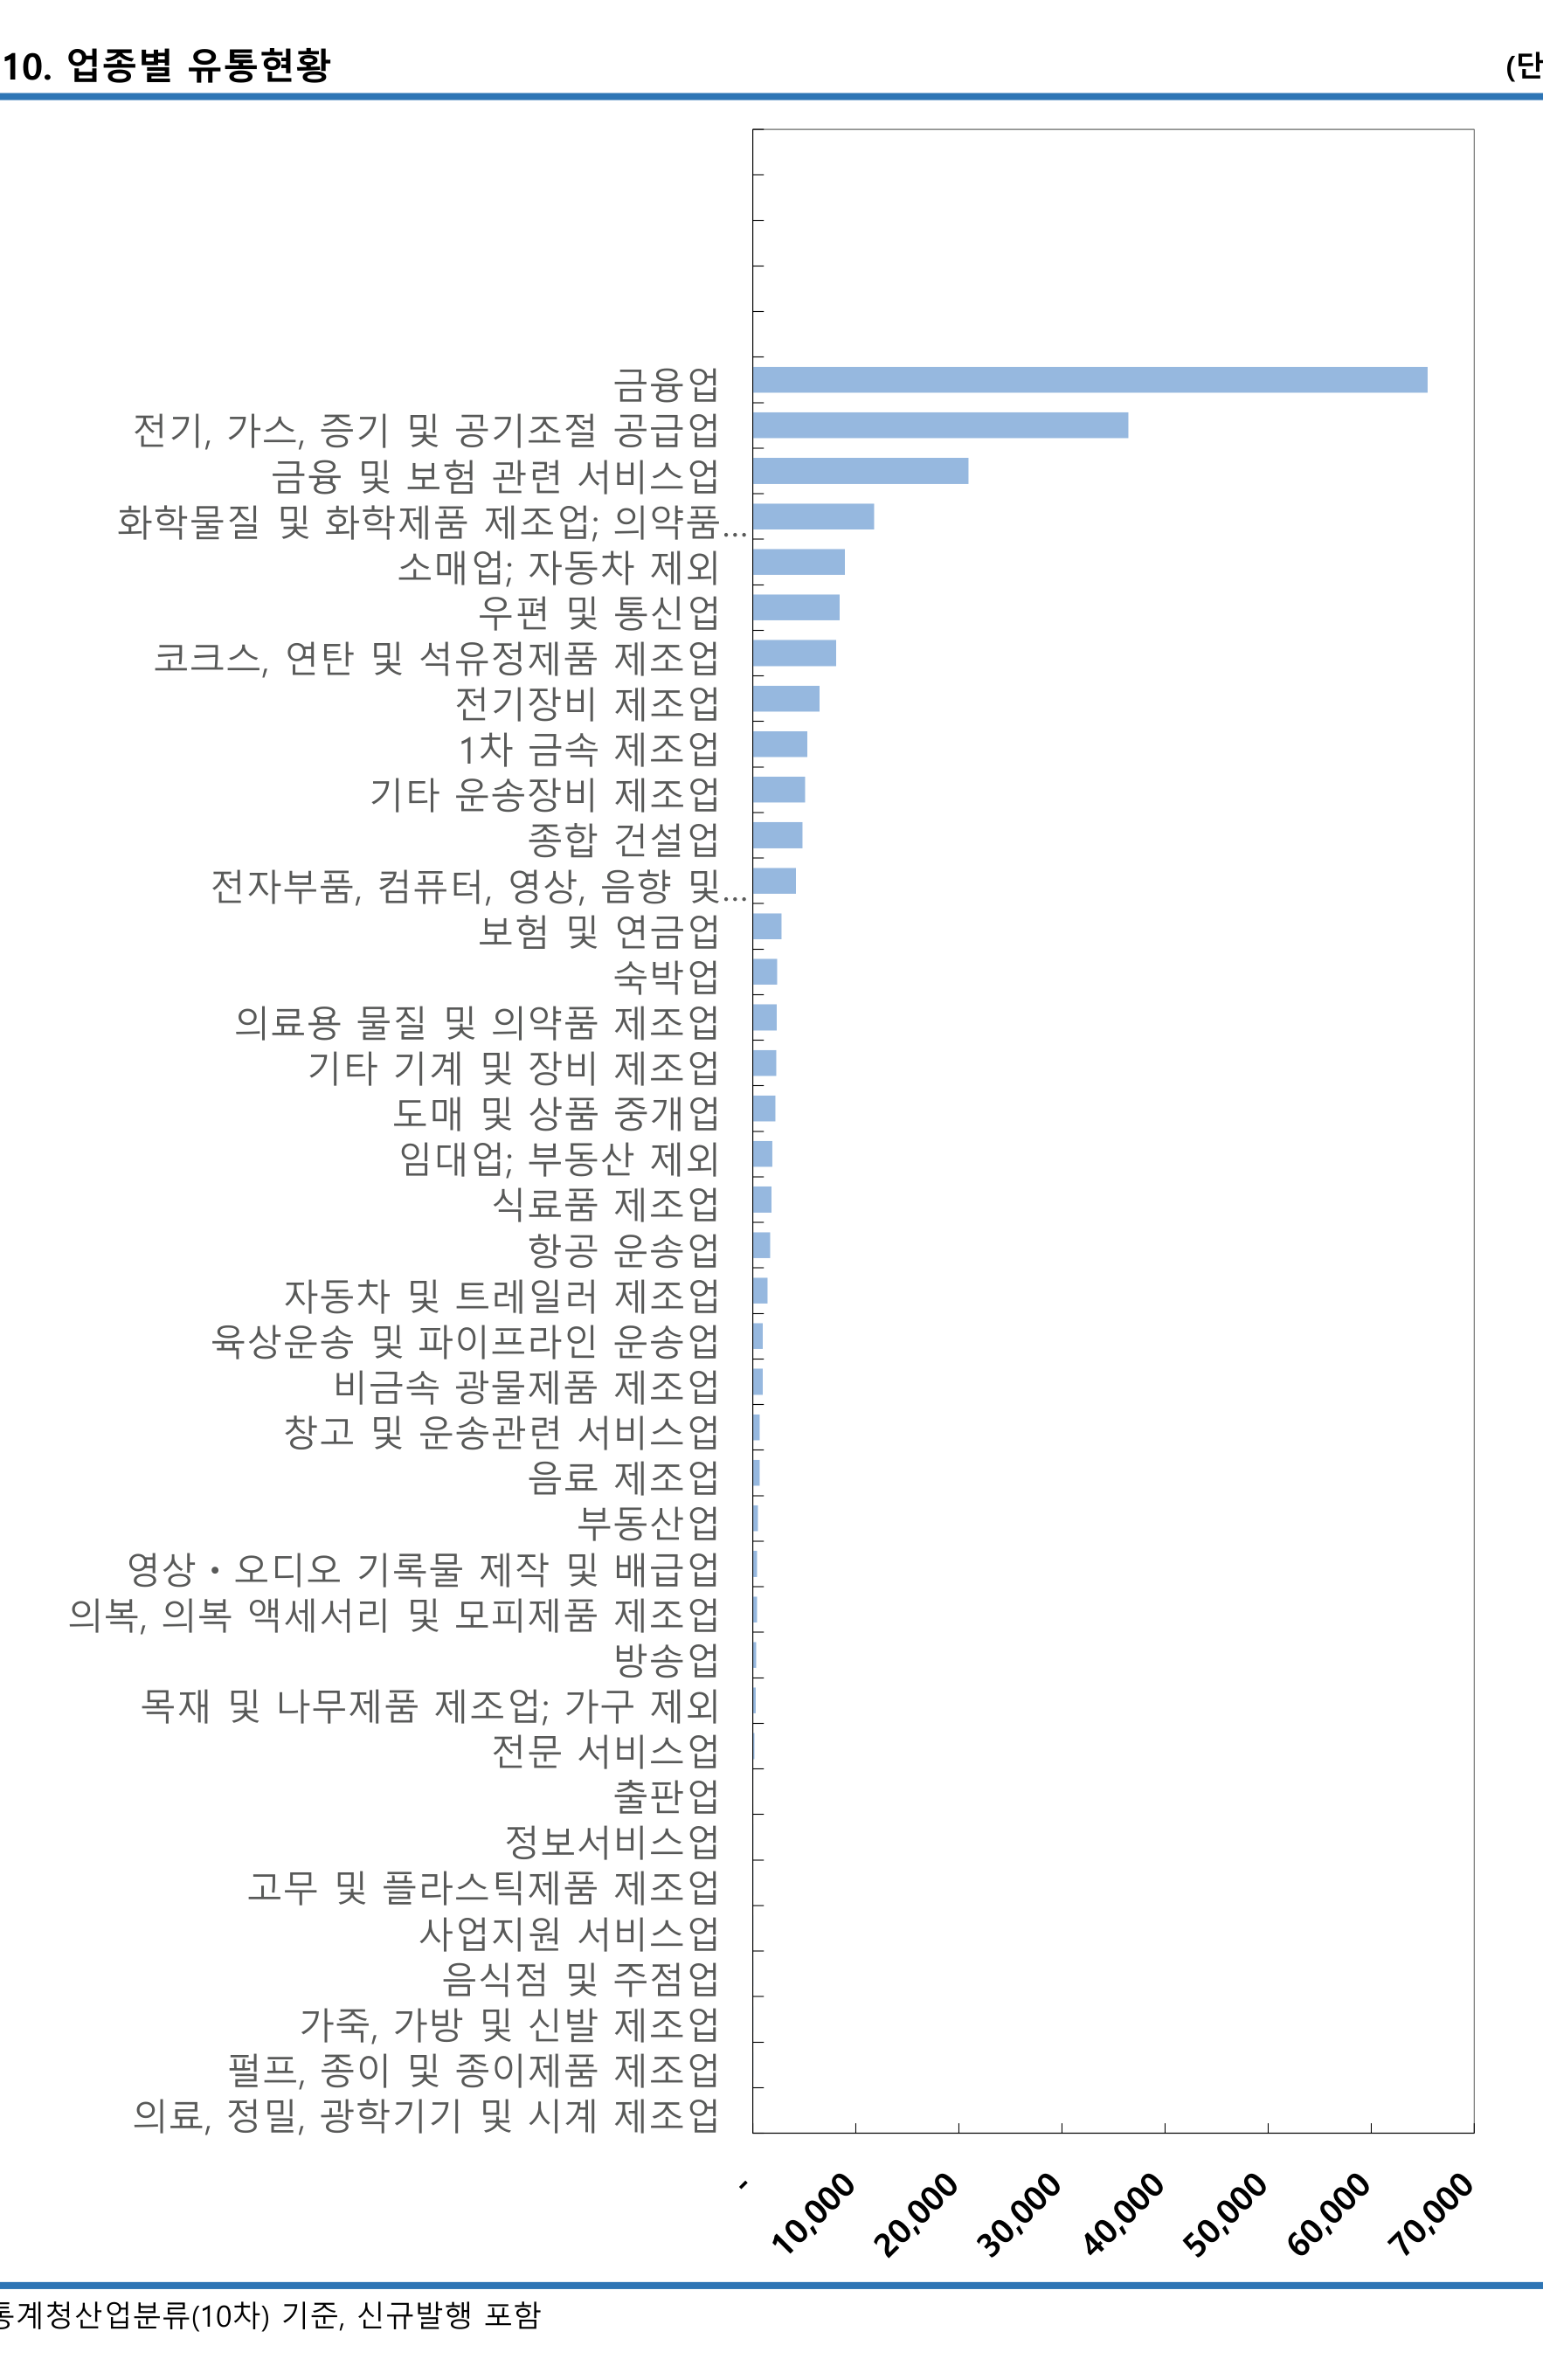 10. 업종별 유통현황
(단
금융업
전기, 가스, 증기 및 공기조절 공급업
금융 및 보험 관련 서비스업
화학물질 및 화학제품 제조업; 의약품...
소매업; 자동차 제외
우편 및 통신업
코크스, 연탄 및 석유정제품 제조업
전기장비 제조업
1차 금속 제조업
기타 운송장비 제조업
종합 건설업
전자부품, 컴퓨터, 영상, 음향 및...
보험 및 연금업
숙박업
의료용 물질 및 의약품 제조업
기타 기계 및 장비 제조업
도매 및 상품 중개업
임대업; 부동산 제외
식료품 제조업
항공 운송업
자동차 및 트레일러 제조업
육상운송 및 파이프라인 운송업
비금속 광물제품 제조업
창고 및 운송관련 서비스업
음료 제조업
부동산업
영상·오디오 기록물 제작 및 배급업
의복, 의복 액세서리 및 모피제품 제조업
방송업
목재 및 나무제품 제조업; 가구 제외
전문 서비스업
출판업
정보서비스업
고무 및 플라스틱제품 제조업
사업지원 서비스업
음식점 및 주점업
가죽, 가방 및 신발 제조업
펄프, 종이 및 종이제품 제조업
의료, 정밀, 광학기기 및 시계 제조업
-
10,000
20,000
30,000
40,000
50,000
60,000
70,000
통계청산업분류(10차) 기준, 신규발행 포함